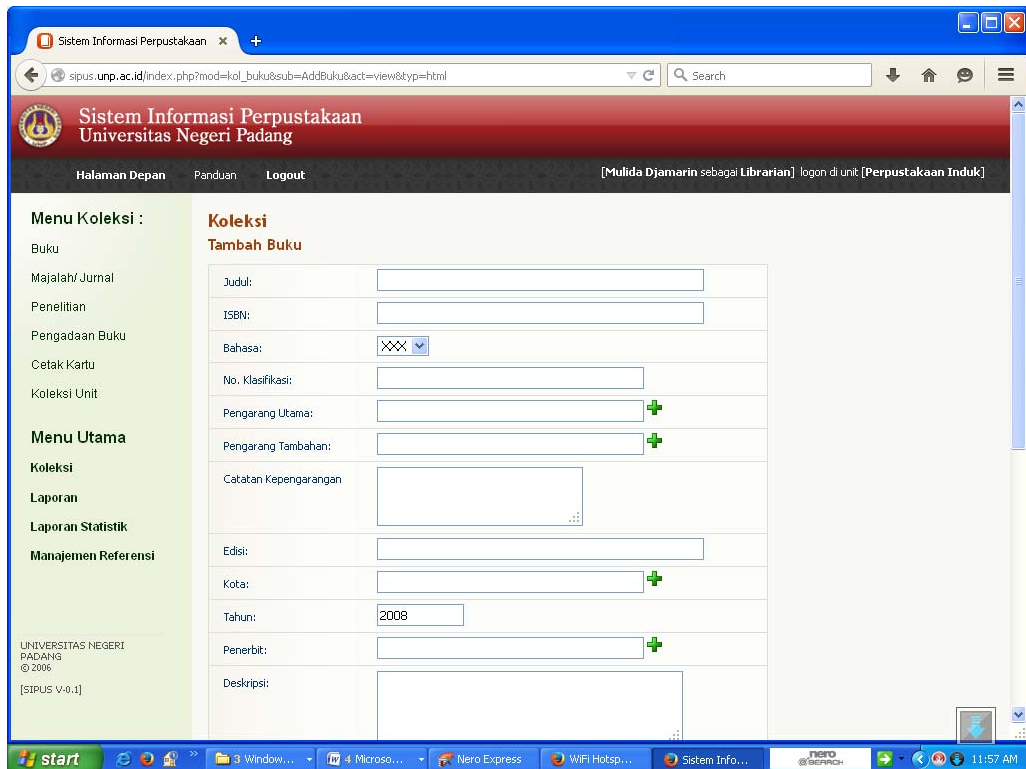 Sistem Informasi Perpustakaan
sipus.unp.ac.id/index.php?mod=kol_buku&sub=AddBuku&act=view&typ=html
Search
Sistem Informasi Perpustakaan
Universitas Negeri Padang
Halaman Depan Panduan Logout
[Mulida Djamarin sebagai Librarian] logon di unit [Perpustakaan Induk]
Menu Koleksi :
Buku
Majalah/ Jurnal
Penelitian
Pengadaan Buku
Cetak Kartu
Koleksi Unit
Menu Utama
Koleksi
Laporan
Laporan Statistik
Manajemen Referensi
UNIVERSITAS NEGERI
PADANG
© 2006
[SIPUS V-0.1]
Koleksi
Tambah Buku
Judul:
ISBN:
Bahasa: XXX
No. Klasifikasi:
Pengarang Utama:
Pengarang Tambahan:
Catatan Kepengarangan
Edisi:
Kota:
Tahun: 2008
Penerbit:
Deskripsi:
start 3 Window... 4 Microso... Nero Express WiFi Hotsp... Sistem Info... nero SEARCH 11:57 AM